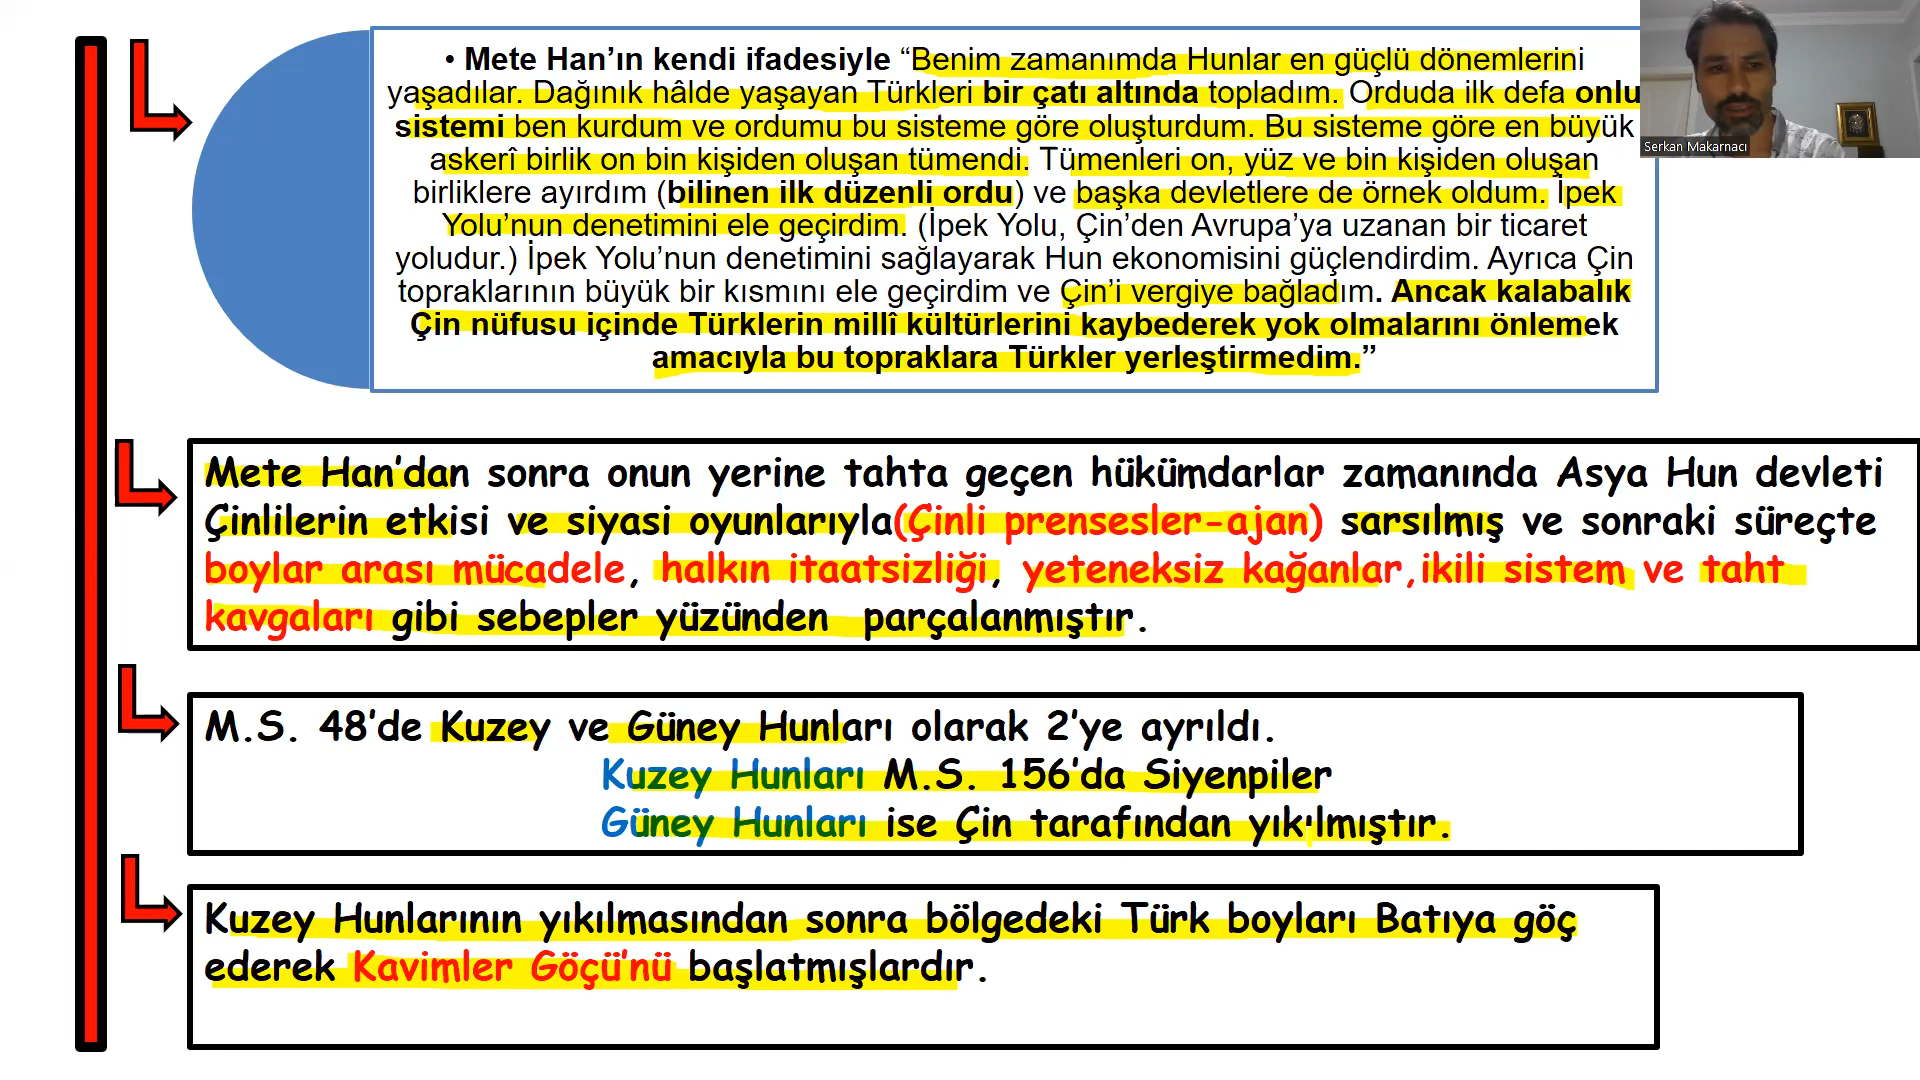 • Mete Han’ın kendi ifadesiyle “Benim zamanımda Hunlar en güçlü dönemlerini
yaşadılar. Dağınık hâlde yaşayan Türkleri bir çatı altında topladım. Orduda ilk defa onlu
sistemi ben kurdum ve ordumu bu sisteme göre oluşturdum. Bu sisteme göre en büyük
askerî birlik on bin kişiden oluşan tümendi. Tümenleri on, yüz ve bin kişiden oluşan
birliklere ayırdım (bilinen ilk düzenli ordu) ve başka devletlere de örnek oldum. İpek
Yolu’nun denetimini ele geçirdim. (İpek Yolu, Çin’den Avrupa’ya uzanan bir ticaret
yoludur.) İpek Yolu’nun denetimini sağlayarak Hun ekonomisini güçlendirdim. Ayrıca Çin
topraklarının büyük bir kısmını ele geçirdim ve Çin’i vergiye bağladım. Ancak kalabalık
Çin nüfusu içinde Türklerin millî kültürlerini kaybederek yok olmalarını önlemek
amacıyla bu topraklara Türkler yerleştirmedim.”
Serkan Makarnacı
Mete Han’dan sonra onun yerine tahta geçen hükümdarlar zamanında Asya Hun devleti
Çinlilerin etkisi ve siyasi oyunlarıyla(Çinli prensesler-ajan) sarsılmış ve sonraki süreçte
boylar arası mücadele, halkın itaatsizliği, yeteneksiz kağanlar,ikili sistem ve taht
kavgaları gibi sebepler yüzünden parçalanmıştır.
M.S. 48’de Kuzey ve Güney Hunları olarak 2’ye ayrıldı.
Kuzey Hunları M.S. 156’da Siyenpiler
Güney Hunları ise Çin tarafından yıkılmıştır.
Kuzey Hunlarının yıkılmasından sonra bölgedeki Türk boyları Batıya göç
ederek Kavimler Göçü’nü başlatmışlardır.